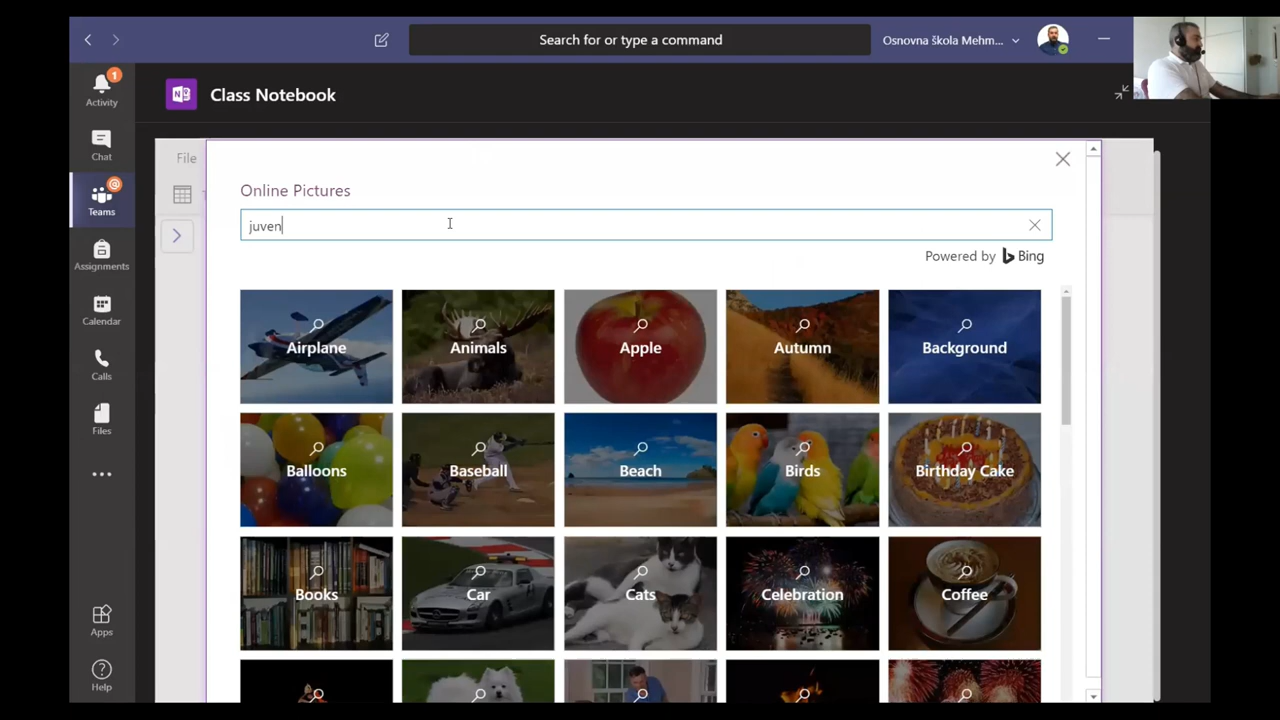 Search for or type a command
Osnovna škola Mehm...
1
Activity
Class Notebook
Chat
File
@
Teams
Online Pictures
juven
Powered by Bing
Assignments
Calendar
Calls
Files
Airplane
Animals
Apple
Autumn
Background
Balloons
Baseball
Beach
Birds
Birthday Cake
Books
Car
Cats
Celebration
Coffee
Apps
Help